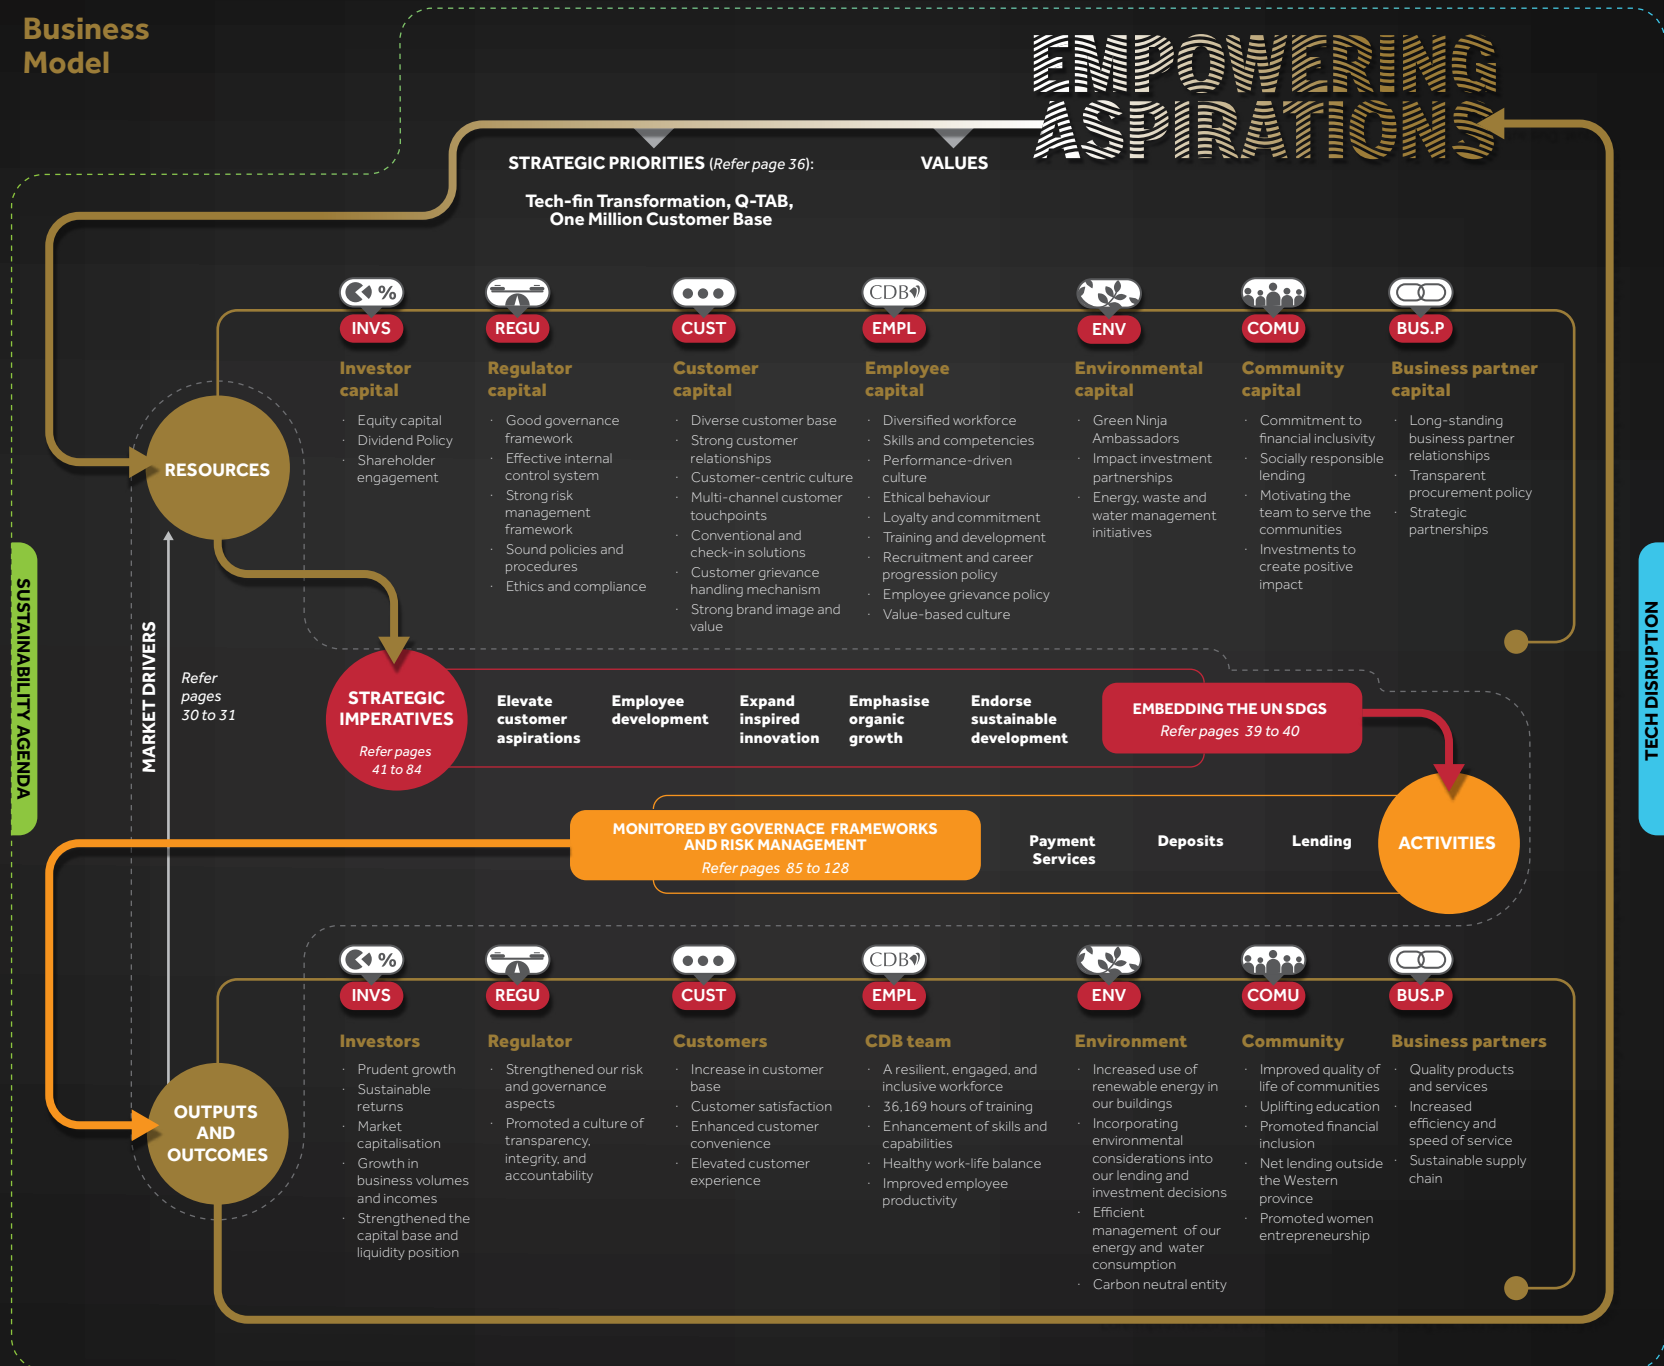 Business
Model
EMPOWERING
ASPIRATIONS
STRATEGIC PRIORITIES (Refer page 36):
VALUES
Tech-fin Transformation, Q-TAB,
One Million Customer Base
%
CDB
INVS
REGU
CUST
EMPL
ENV
COMU
BUS.P
RESOURCES
Investor
capital
· Equity capital
· Dividend Policy
· Shareholder
engagement
Regulator
capital
· Good governance
framework
· Effective internal
control system
· Strong risk
management
framework
· Sound policies and
procedures
· Ethics and compliance
Customer
capital
· Diverse customer base
· Strong customer
relationships
· Customer-centric culture
· Multi-channel customer
touchpoints
· Conventional and
check-in solutions
· Customer grievance
handling mechanism
· Strong brand image and
value
Employee
capital
· Diversified workforce
· Skills and competencies
· Performance-driven
culture
· Ethical behaviour
· Loyalty and commitment
· Training and development
· Recruitment and career
progression policy
· Employee grievance policy
· Value-based culture
Environmental
capital
· Green Ninja
Ambassadors
· Impact investment
partnerships
· Energy, waste and
water management
initiatives
Community
capital
· Commitment to
financial inclusivity
· Socially responsible
lending
· Motivating the
team to serve the
communities
· Investments to
create positive
impact
Business partner
capital
· Long-standing
business partner
relationships
· Transparent
procurement policy
· Strategic
partnerships
SUSTAINABILITY AGENDA
MARKET DRIVERS
Refer
pages
30 to 31
TECH DISRUPTION
STRATEGIC
IMPERATIVES
Refer pages
41 to 84
Elevate
customer
aspirations
Employee
development
Expand
inspired
innovation
Emphasise
organic
growth
Endorse
sustainable
development
EMBEDDING THE UN SDGS
Refer pages 39 to 40
MONITORED BY GOVERNACE FRAMEWORKS
AND RISK MANAGEMENT
Refer pages 85 to 128
Payment
Services
Deposits
Lending
ACTIVITIES
%
CDB
INVS
REGU
CUST
EMPL
ENV
COMU
BUS.P
OUTPUTS
AND
OUTCOMES
Investors
· Prudent growth
· Sustainable
returns
· Market
capitalisation
· Growth in
business volumes
and incomes
· Strengthened the
capital base and
liquidity position
Regulator
· Strengthened our risk
and governance
aspects
· Promoted a culture of
transparency,
integrity, and
accountability
Customers
· Increase in customer
base
· Customer satisfaction
· Enhanced customer
convenience
· Elevated customer
experience
CDB team
· A resilient, engaged, and
inclusive workforce
· 36,169 hours of training
· Enhancement of skills and
capabilities
· Healthy work-life balance
· Improved employee
productivity
Environment
· Increased use of
renewable energy in
our buildings
· Incorporating
environmental
considerations into
our lending and
investment decisions
· Efficient
management of our
energy and water
consumption
· Carbon neutral entity
Community
· Improved quality of
life of communities
· Uplifting education
· Promoted financial
inclusion
· Net lending outside
the Western
province
· Promoted women
entrepreneurship
Business partners
· Quality products
and services
· Increased
efficiency and
speed of service
· Sustainable supply
chain